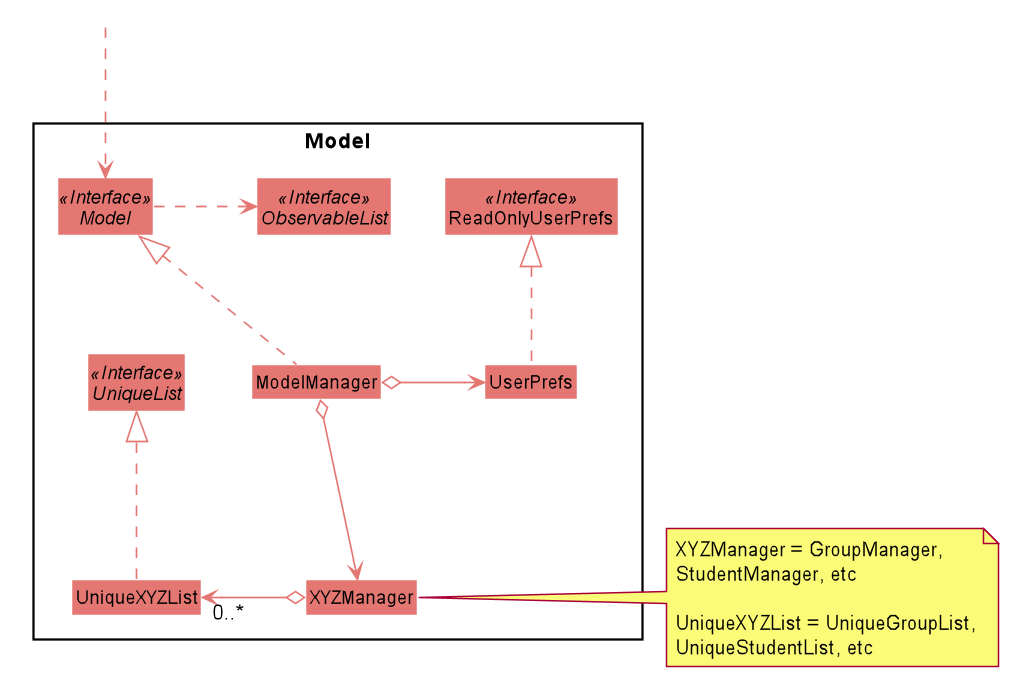 Model
«Interface»
Model
«Interface»
ObservableList
«Interface»
ReadOnlyUserPrefs
«Interface»
UniqueList
ModelManager
UserPrefs
UniqueXYZList
0..*
XYZManager
XYZManager = GroupManager,
StudentManager, etc
UniqueXYZList = UniqueGroupList,
UniqueStudentList, etc